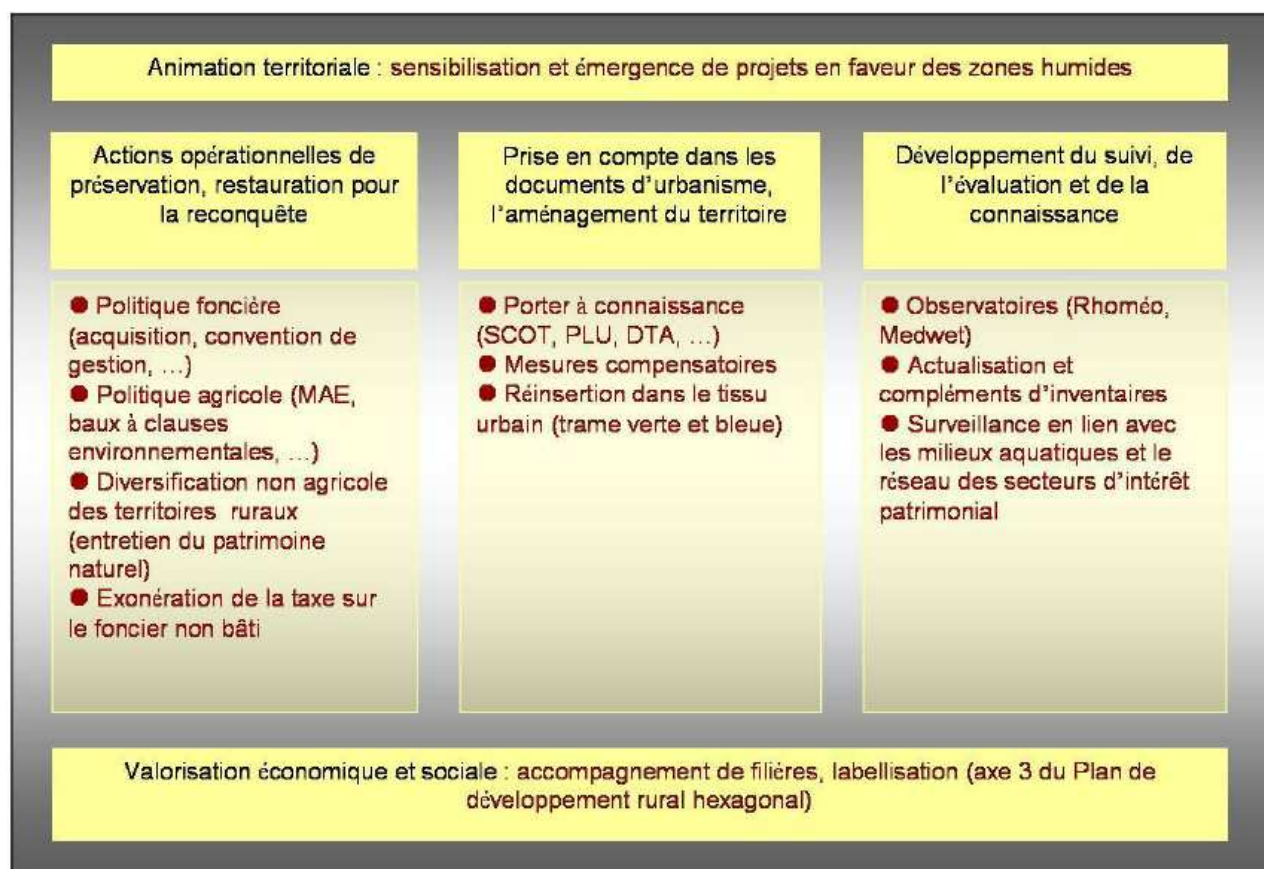 Animation territoriale : sensibilisation et émergence de projets en faveur des zones humides
Actions opérationnelles de
préservation, restauration pour
la reconquête
Prise en compte dans les
documents d'urbanisme,
l'aménagement du territoire
Développement du suivi, de
l'évaluation et de la
connaissance
● Politique foncière
(acquisition, convention de
gestion, …)
● Politique agricole (MAE,
baux à clauses
environnementales, …)
● Diversification non agricole
des territoires ruraux
(entretien du patrimoine
naturel)
● Exonération de la taxe sur
le foncier non bâti
● Porter à connaissance
(SCOT, PLU, DTA, …)
● Mesures compensatoires
● Réinsertion dans le tissu
urbain (trame verte et bleue)
● Observatoires (Rhoméo,
Medwet)
● Actualisation et
compléments d'inventaires
● Surveillance en lien avec
les milieux aquatiques et le
réseau des secteurs d'intérêt
patrimonial
Valorisation économique et sociale : accompagnement de filières, labellisation (axe 3 du Plan de
développement rural hexagonal)